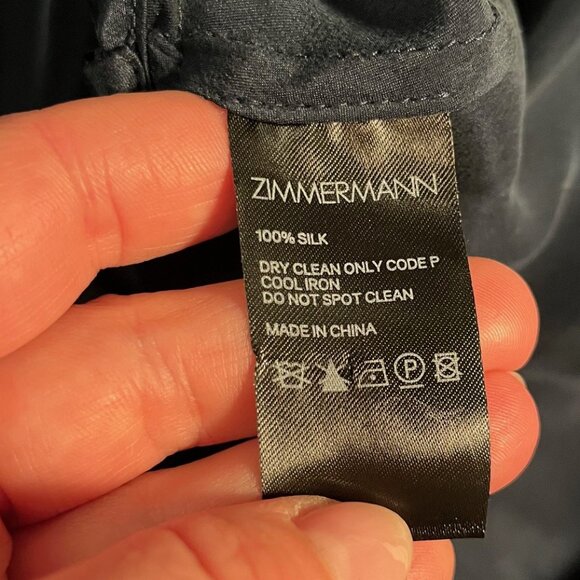 ZIMMERMANN
100% SILK
DRY CLEAN ONLY CODE P
COOL IRON
DO NOT SPOT CLEAN
MADE IN CHINA
P